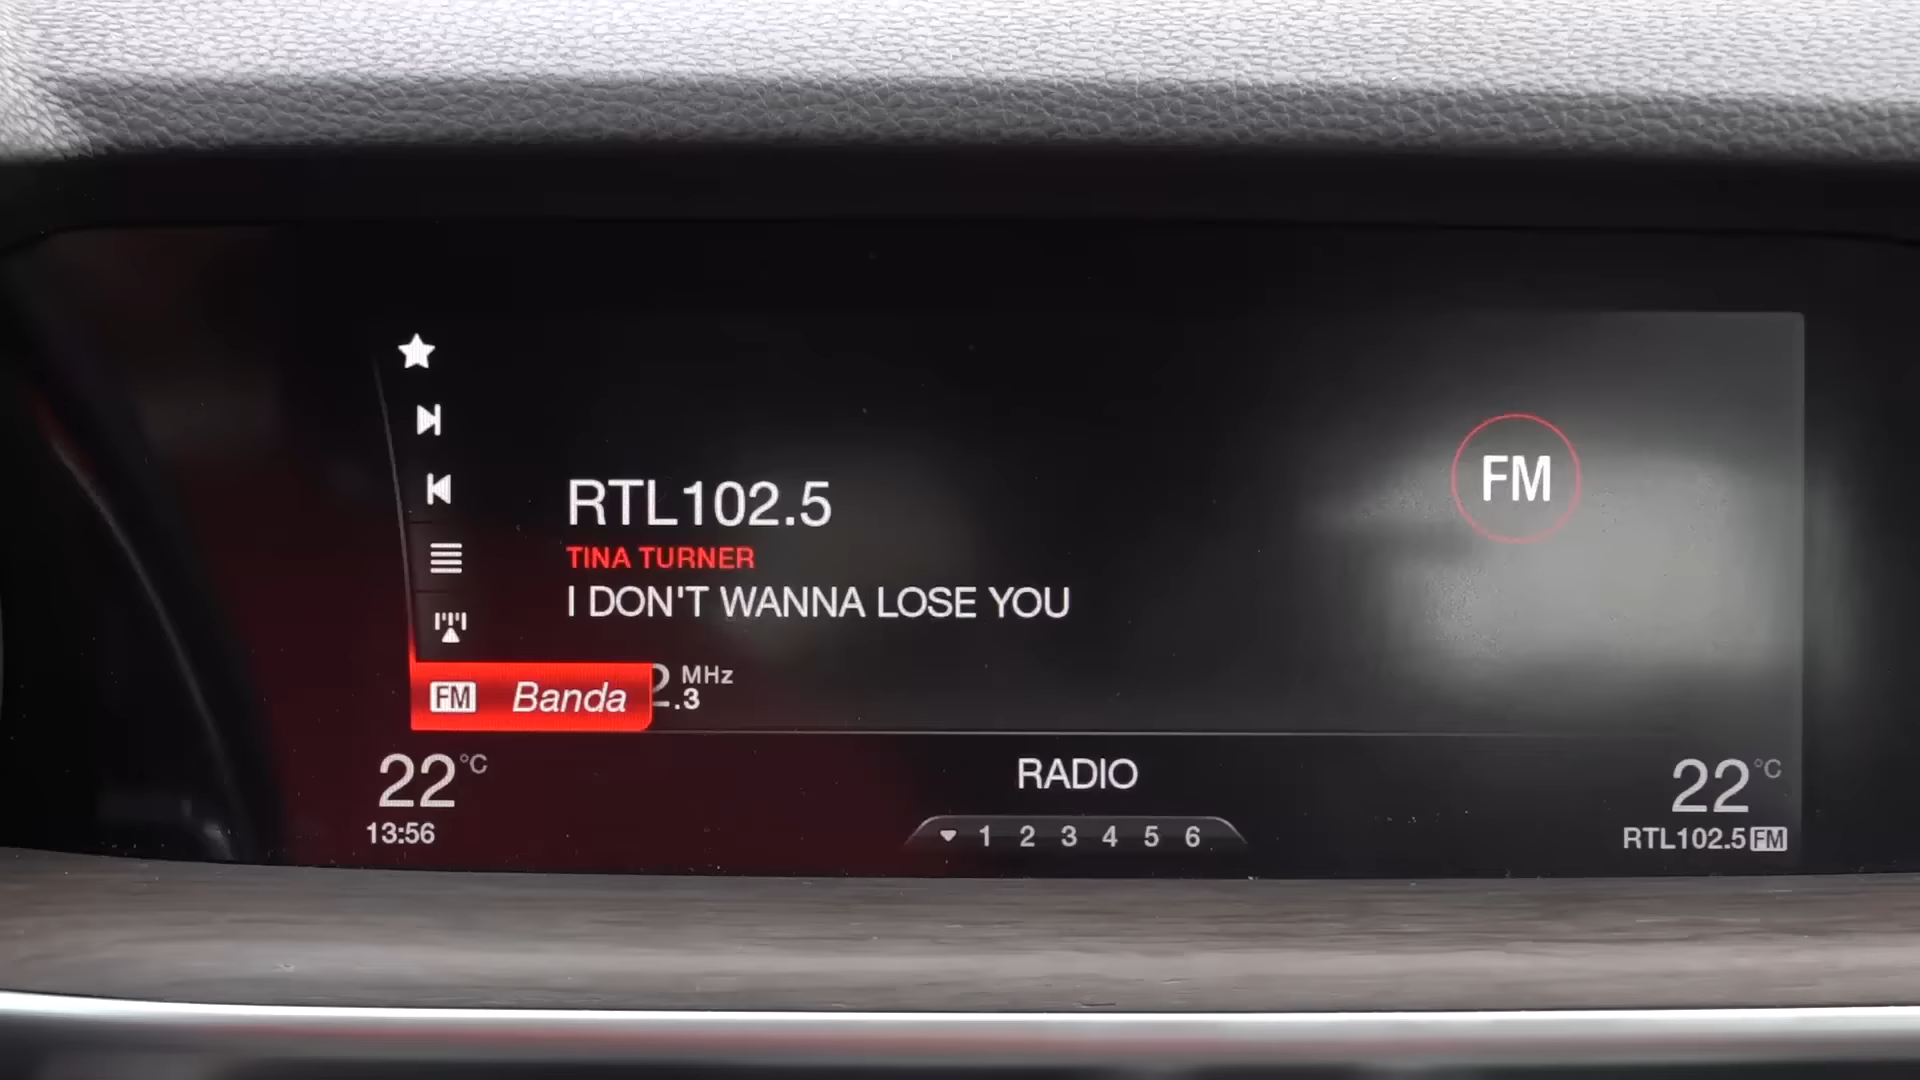 RTL102.5
FM
TINA TURNER
I DON'T WANNA LOSE YOU
FM Banda
2.3 MHz
22°C
RADIO
22°C
13:56
1 2 3 4 5 6
RTL102.5 FM